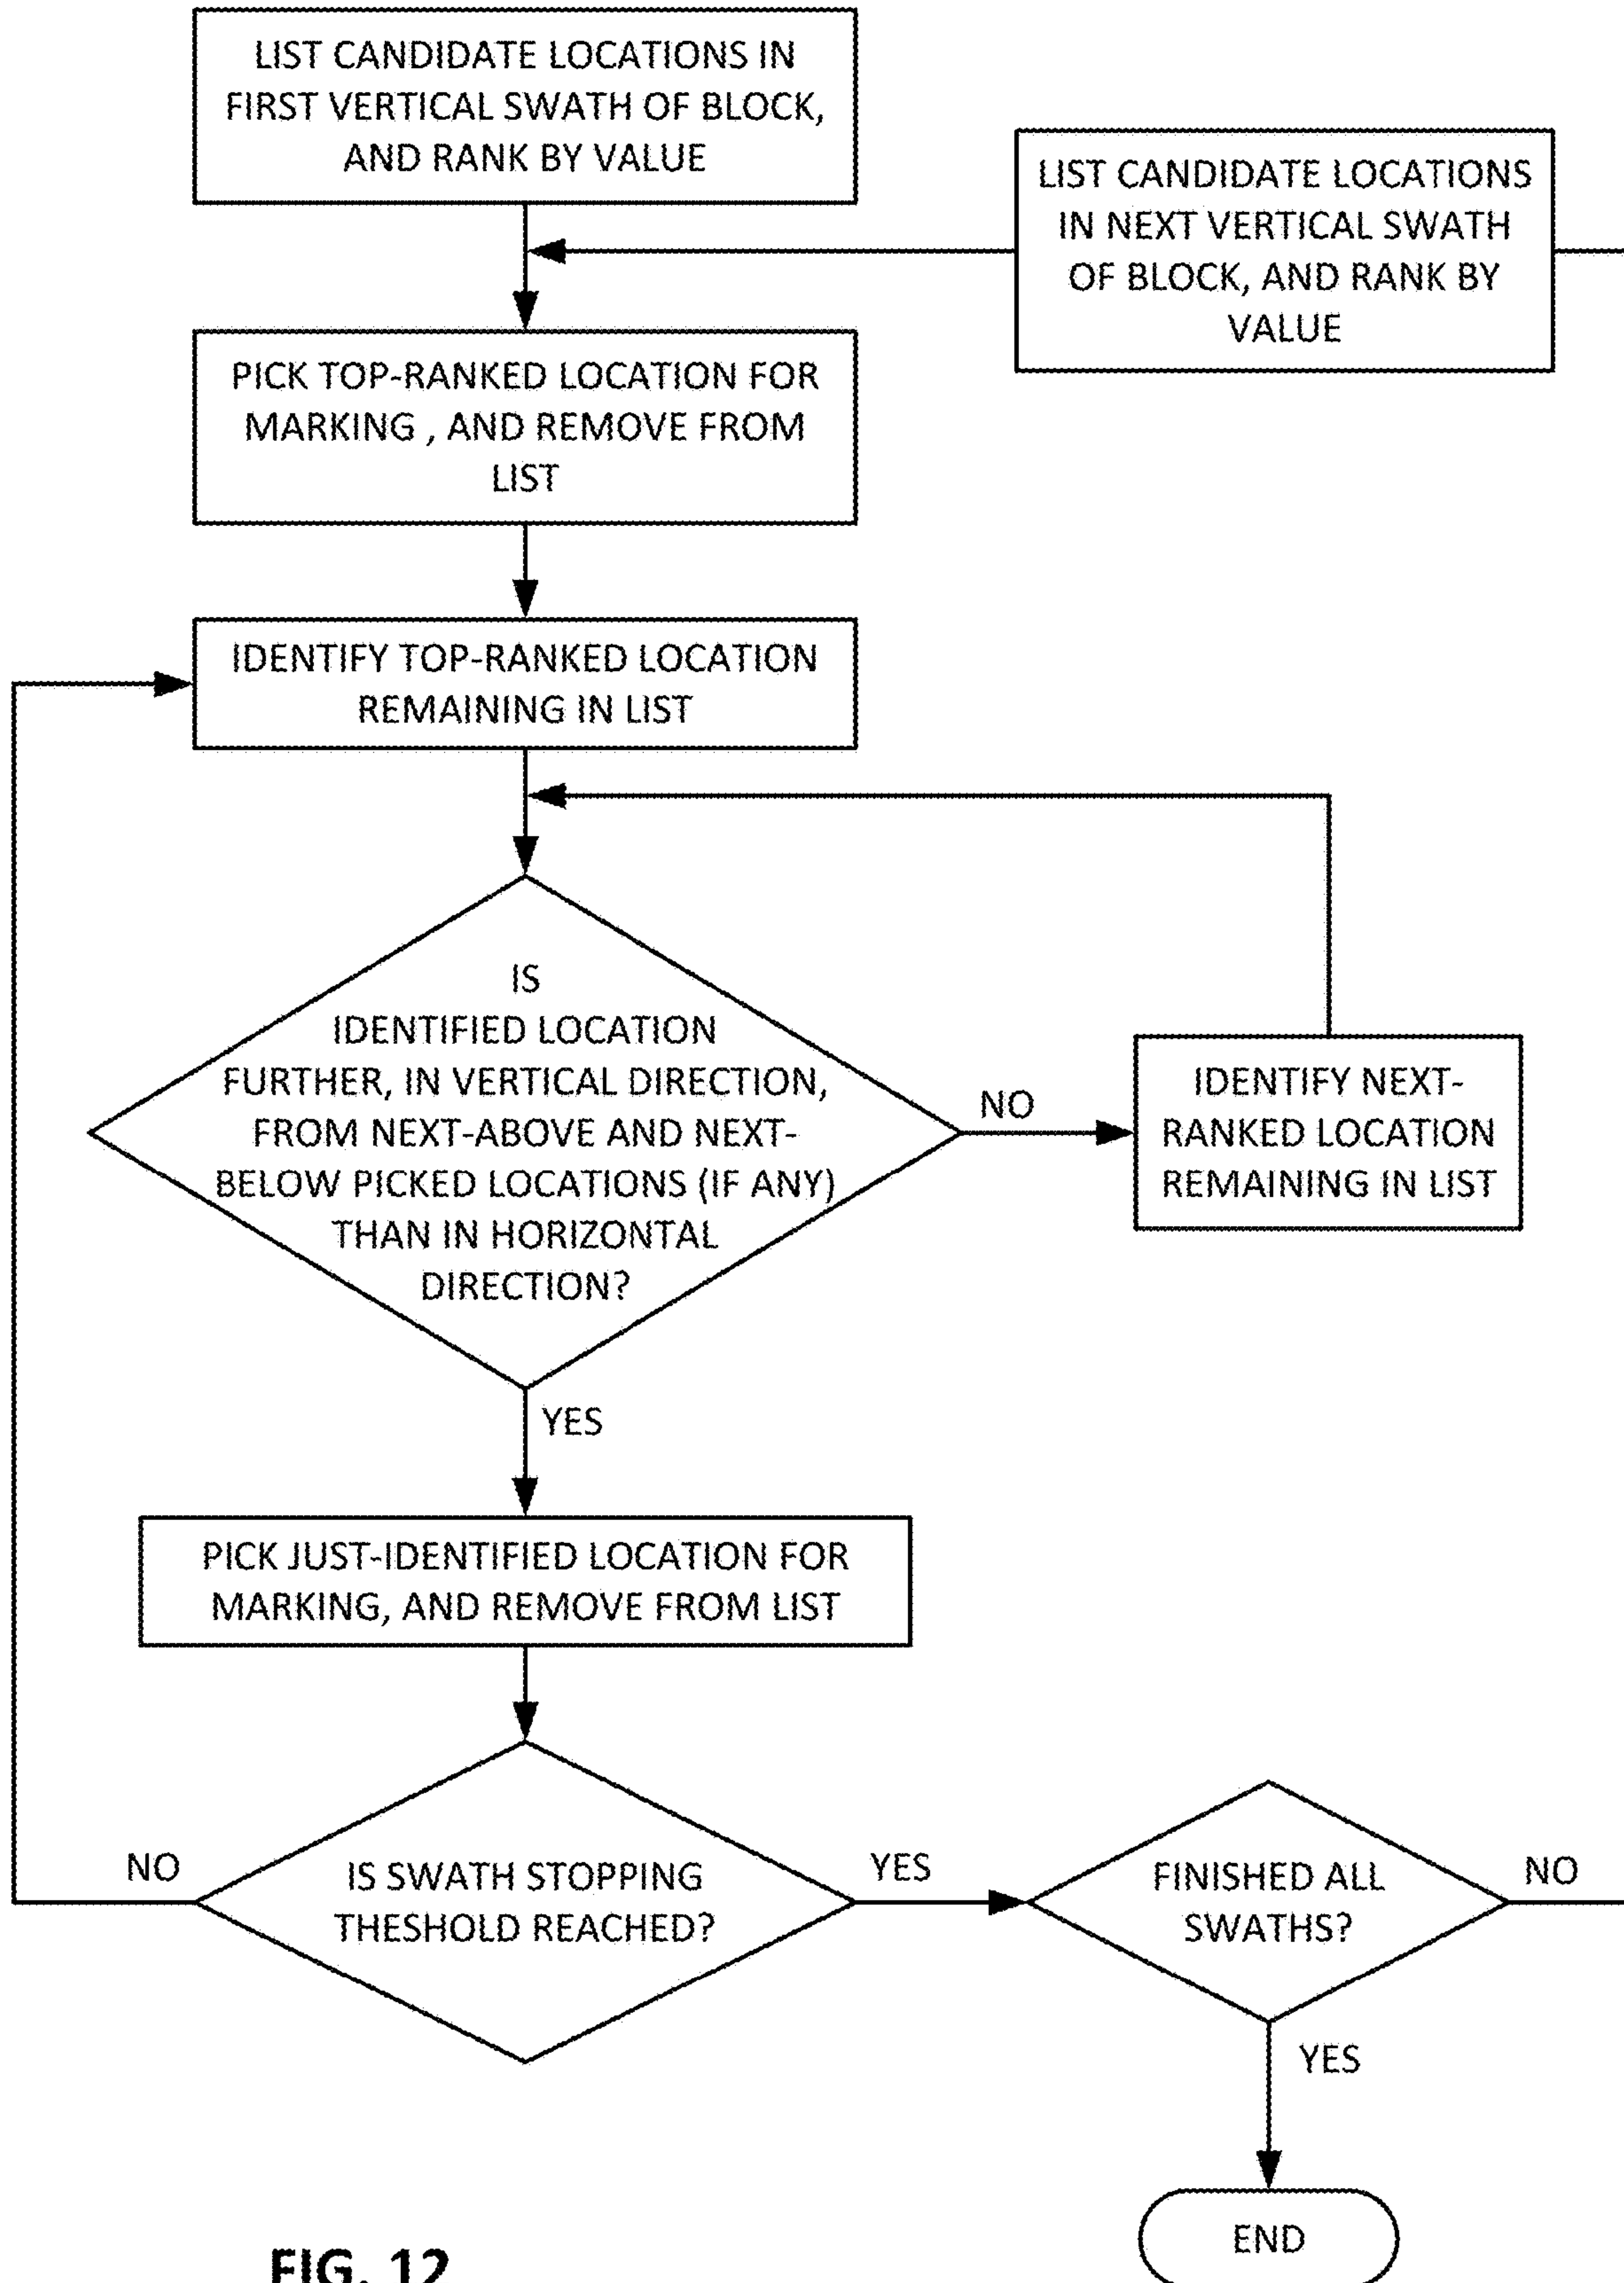 LIST CANDIDATE LOCATIONS IN
FIRST VERTICAL SWATH OF BLOCK,
AND RANK BY VALUE
LIST CANDIDATE LOCATIONS
IN NEXT VERTICAL SWATH
OF BLOCK, AND RANK BY
VALUE
PICK TOP-RANKED LOCATION FOR
MARKING , AND REMOVE FROM
LIST
IDENTIFY TOP-RANKED LOCATION
REMAINING IN LIST
IS
IDENTIFIED LOCATION
FURTHER, IN VERTICAL DIRECTION,
FROM NEXT-ABOVE AND NEXT-
BELOW PICKED LOCATIONS (IF ANY)
THAN IN HORIZONTAL
DIRECTION?
NO
IDENTIFY NEXT-
RANKED LOCATION
REMAINING IN LIST
YES
PICK JUST-IDENTIFIED LOCATION FOR
MARKING, AND REMOVE FROM LIST
NO
IS SWATH STOPPING
THESHOLD REACHED?
YES
FINISHED ALL
SWATHS?
NO
YES
END
FIG. 12